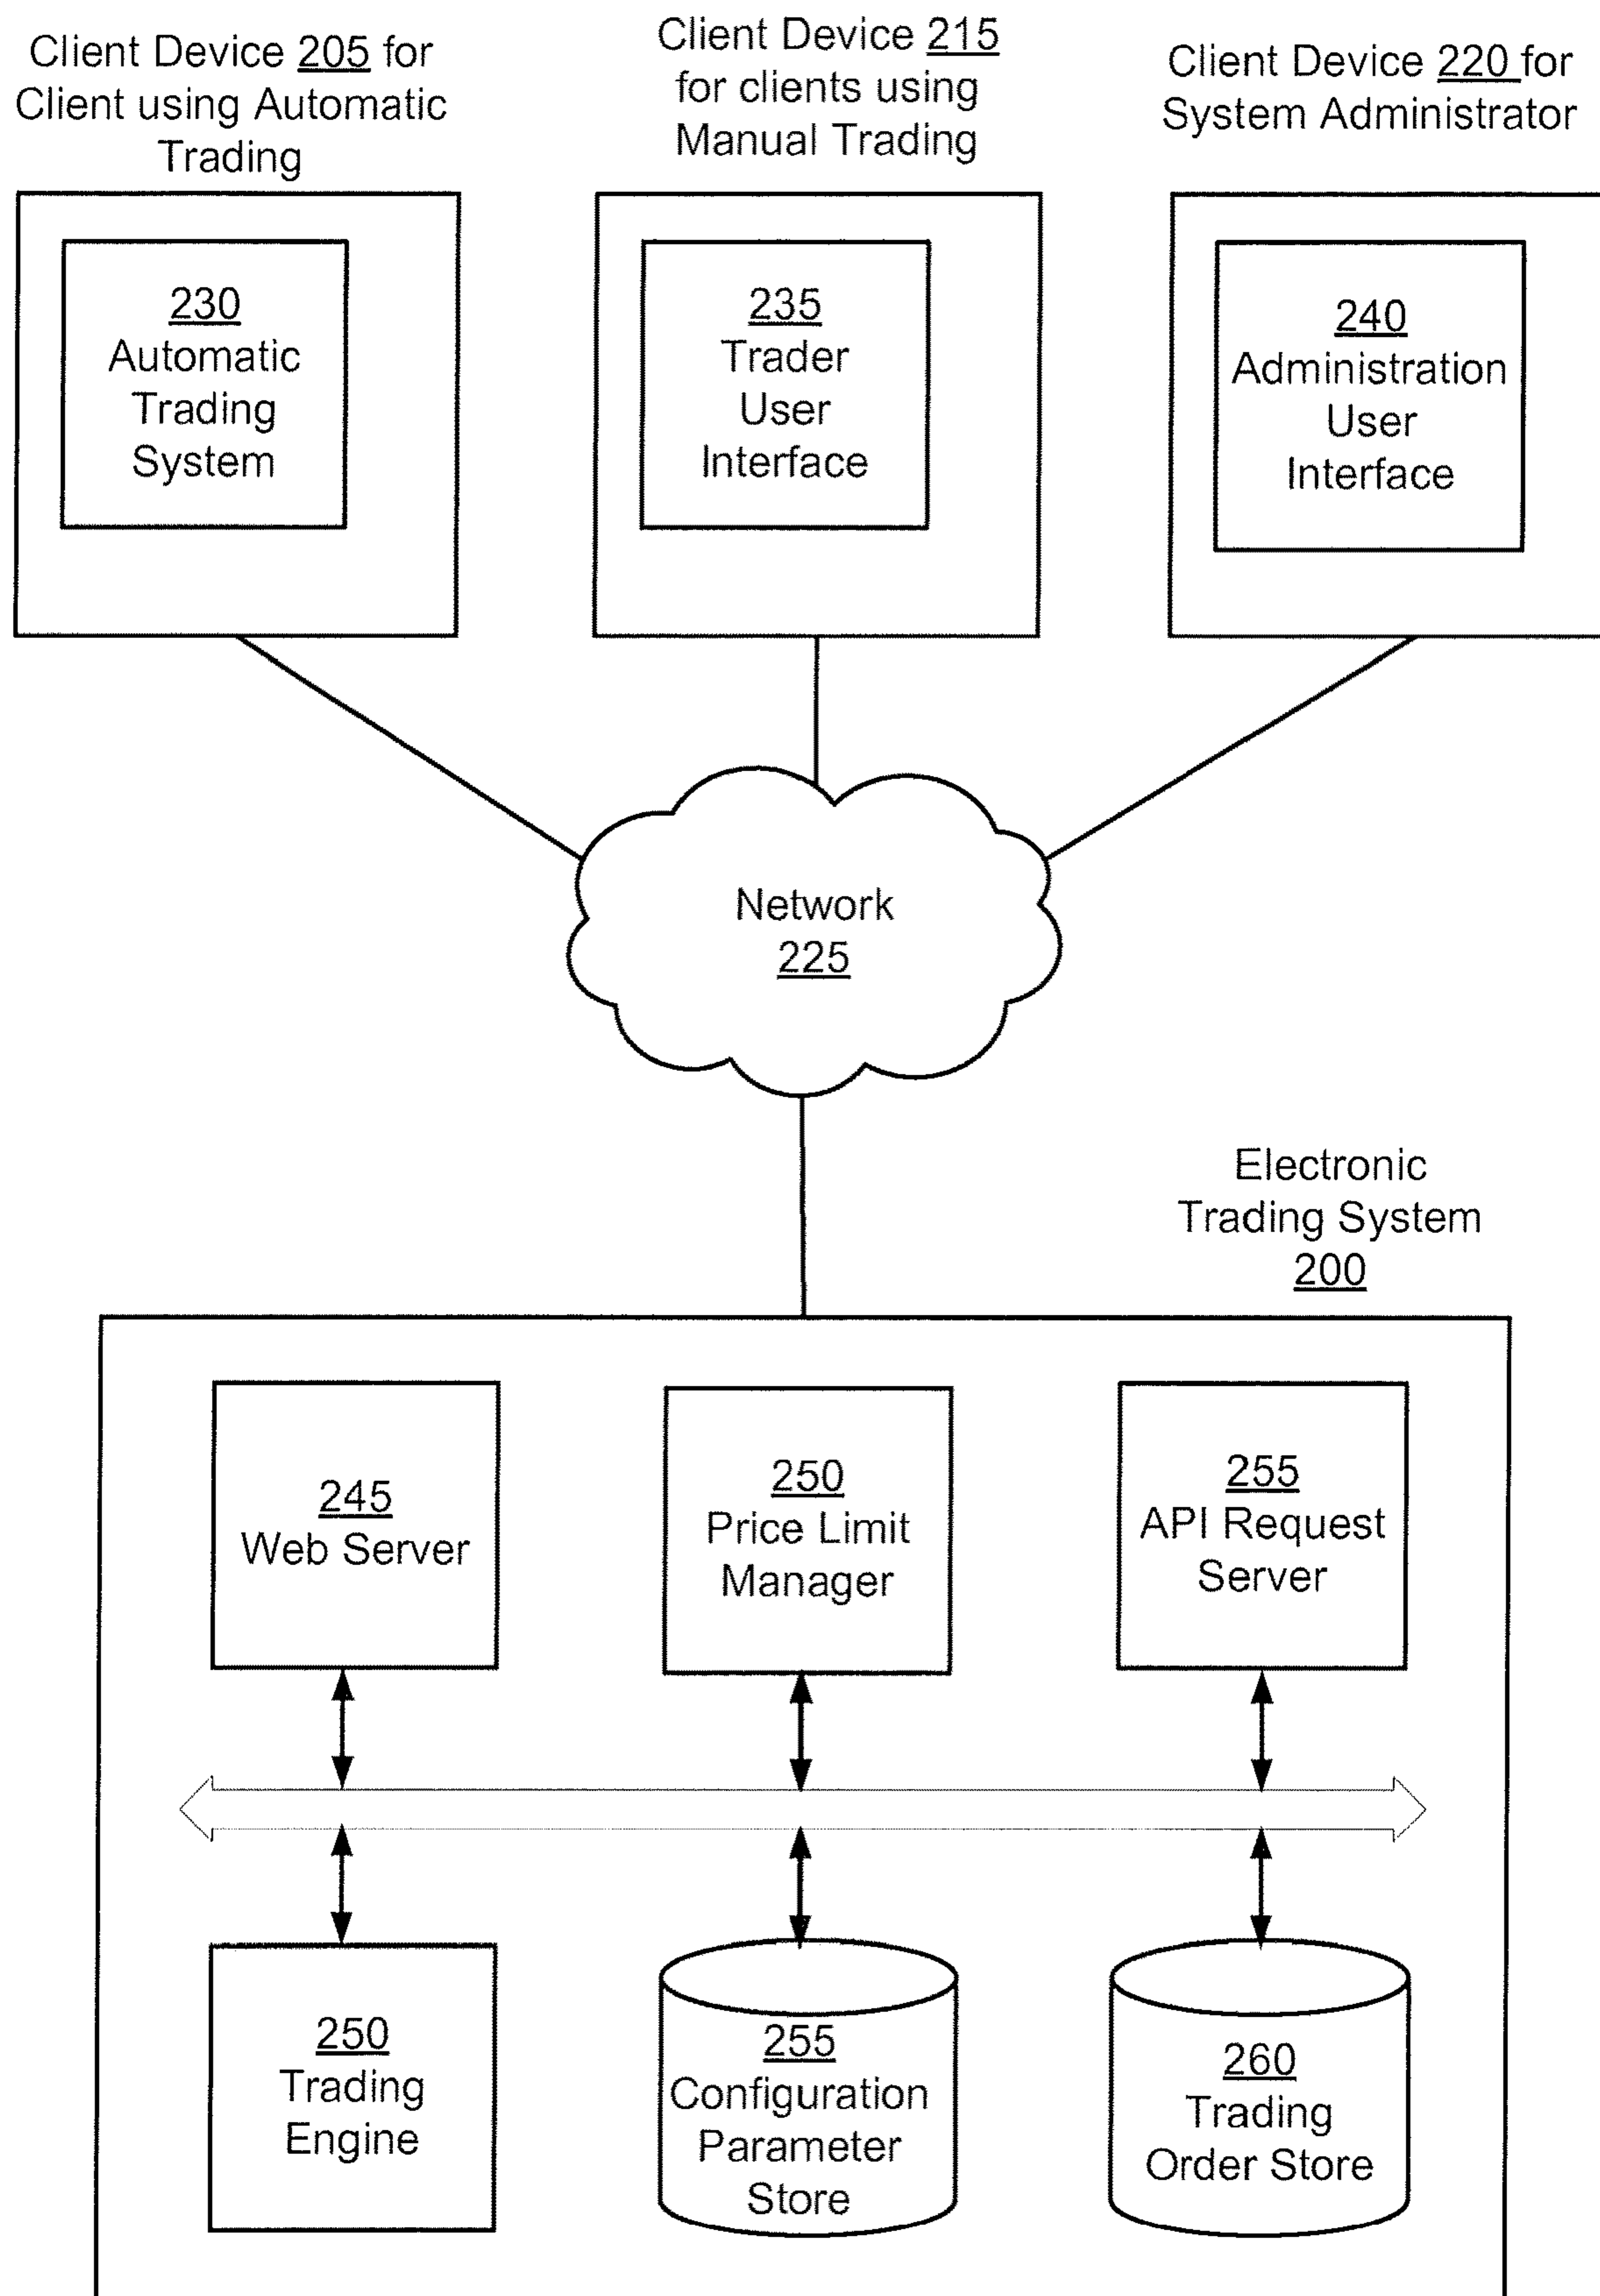 Client Device 205 for
Client using Automatic
Trading
Client Device 215
for clients using
Manual Trading
Client Device 220 for
System Administrator
230
Automatic
Trading
System
235
Trader
User
Interface
240
Administration
User
Interface
Network
225
Electronic
Trading System
200
245
Web Server
250
Price Limit
Manager
255
API Request
Server
250
Trading
Engine
255
Configuration
Parameter
Store
260
Trading
Order Store